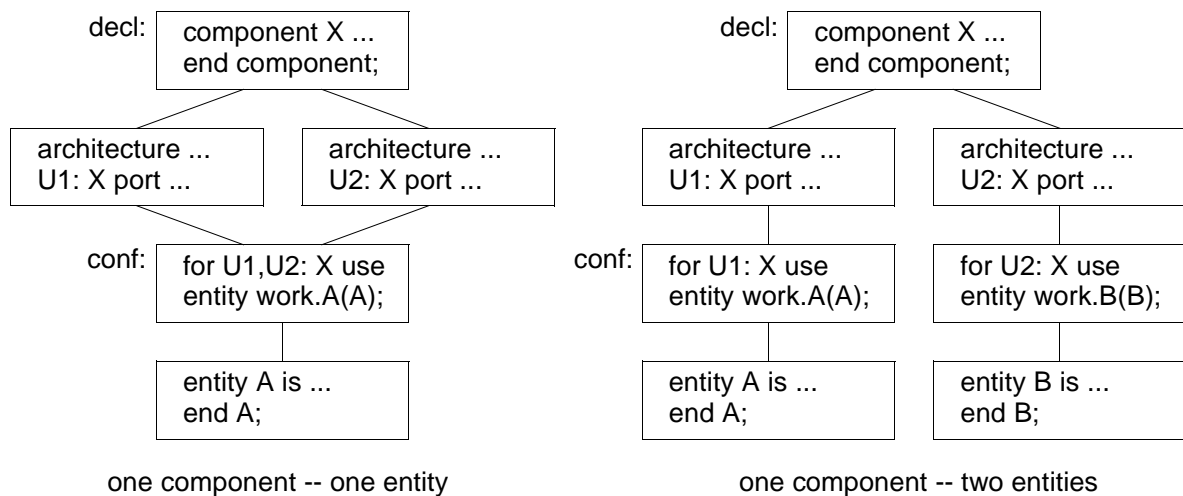 decl:
component X ...
end component;
architecture ...
U1: X port ...
architecture ...
U2: X port ...
conf:
for U1,U2: X use
entity work.A(A);
entity A is ...
end A;
one component -- one entity
decl:
component X ...
end component;
architecture ...
U1: X port ...
architecture ...
U2: X port ...
conf:
for U1: X use
entity work.A(A);
for U2: X use
entity work.B(B);
entity A is ...
end A;
entity B is ...
end B;
one component -- two entities